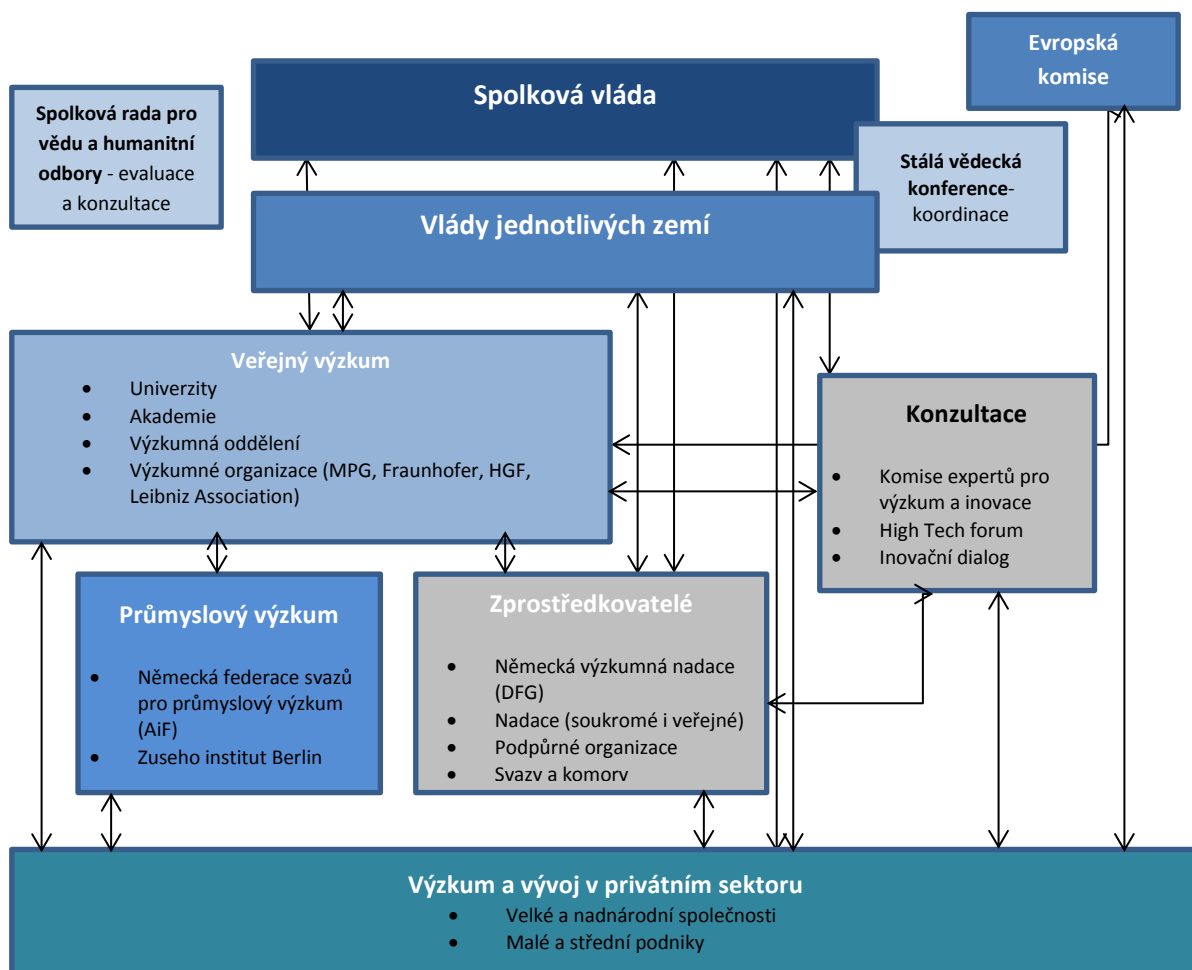 Evropská
komise
Spolková vláda
Spolková rada pro
vědu a humanitní
odbory - evaluace
a konzultace
Stálá vědecká
konference-
koordinace
Vlády jednotlivých zemí
Veřejný výzkum
• Univerzity
• Akademie
• Výzkumná oddělení
• Výzkumné organizace (MPG, Fraunhofer, HGF,
Leibniz Association)
Konzultace
• Komise expertů pro
výzkum a inovace
• High Tech forum
• Inovační dialog
Průmyslový výzkum
• Německá federace svazů
pro průmyslový výzkum
(AiF)
• Zuseho institut Berlin
Zprostředkovatelé
• Německá výzkumná nadace
(DFG)
• Nadace (soukromé i veřejné)
• Podpůrné organizace
• Svazy a komory
Výzkum a vývoj v privátním sektoru
• Velké a nadnárodní společnosti
• Malé a střední podniky